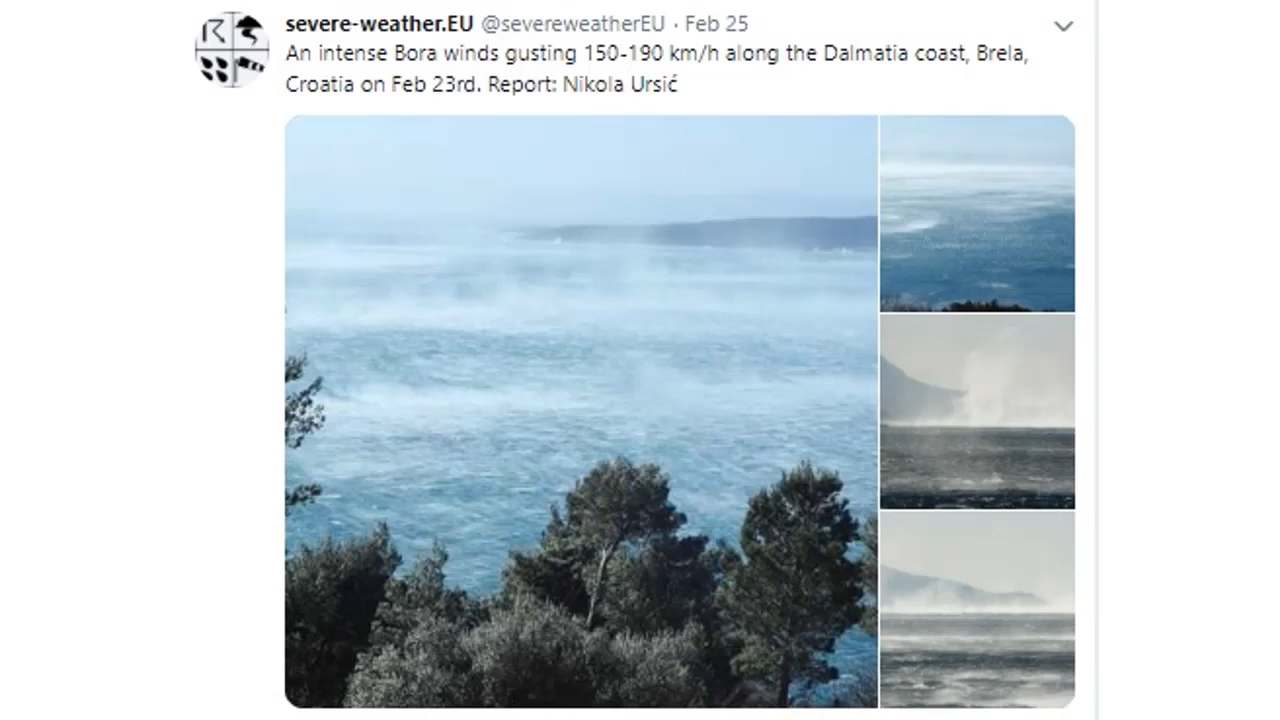 severe-weather.EU @severeweatherEU · Feb 25
An intense Bora winds gusting 150-190 km/h along the Dalmatia coast, Brela,
Croatia on Feb 23rd. Report: Nikola Ursić